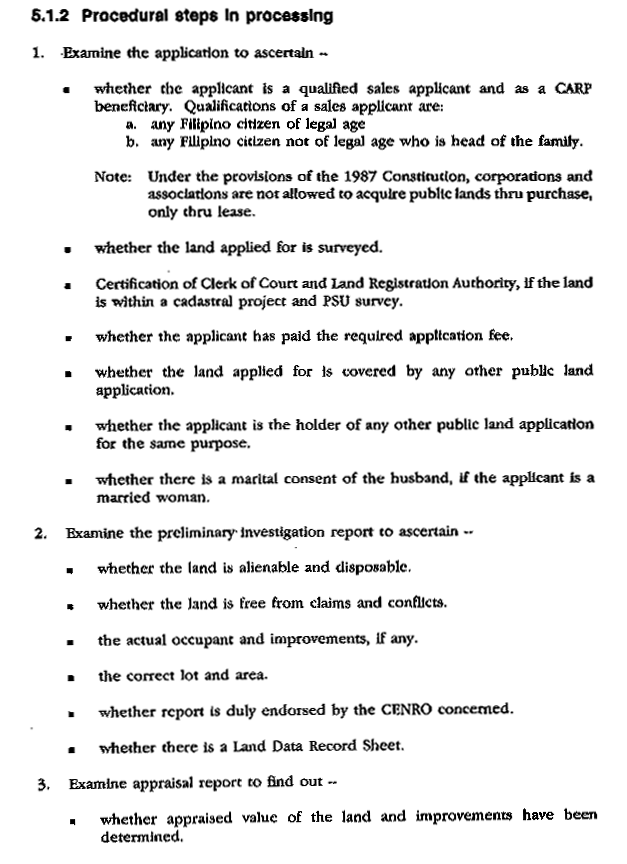 5.1.2 Procedural steps in processing
1. Examine the application to ascertain --
▪ whether the applicant is a qualified sales applicant and as a CARP
beneficiary. Qualifications of a sales applicant are:
a. any Filipino citizen of legal age
b. any Filipino citizen not of legal age who is head of the family.
Note: Under the provisions of the 1987 Constitution, corporations and
associations are not allowed to acquire public lands thru purchase,
only thru lease.
▪ whether the land applied for is surveyed.
▪ Certification of Clerk of Court and Land Registration Authority, if the land
is within a cadastral project and PSU survey.
▪ whether the applicant has paid the required application fee.
▪ whether the land applied for is covered by any other public land
application.
▪ whether the applicant is the holder of any other public land application
for the same purpose.
▪ whether there is a marital consent of the husband, if the applicant is a
married woman.
2. Examine the preliminary investigation report to ascertain --
▪ whether the land is alienable and disposable.
▪ whether the land is free from claims and conflicts.
▪ the actual occupant and improvements, if any.
▪ the correct lot and area.
▪ whether report is duly endorsed by the CENRO concerned.
▪ whether there is a Land Data Record Sheet.
3. Examine appraisal report to find out --
▪ whether appraised value of the land and improvements have been
determined.